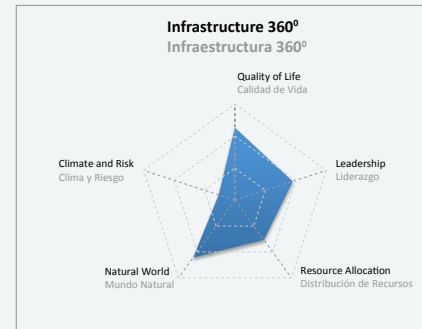 Infrastructure 360⁰
Infraestructura 360⁰
Quality of Life
Calidad de Vida
Climate and Risk
Clima y Riesgo
Leadership
Liderazgo
Natural World
Mundo Natural
Resource Allocation
Distribución de Recursos